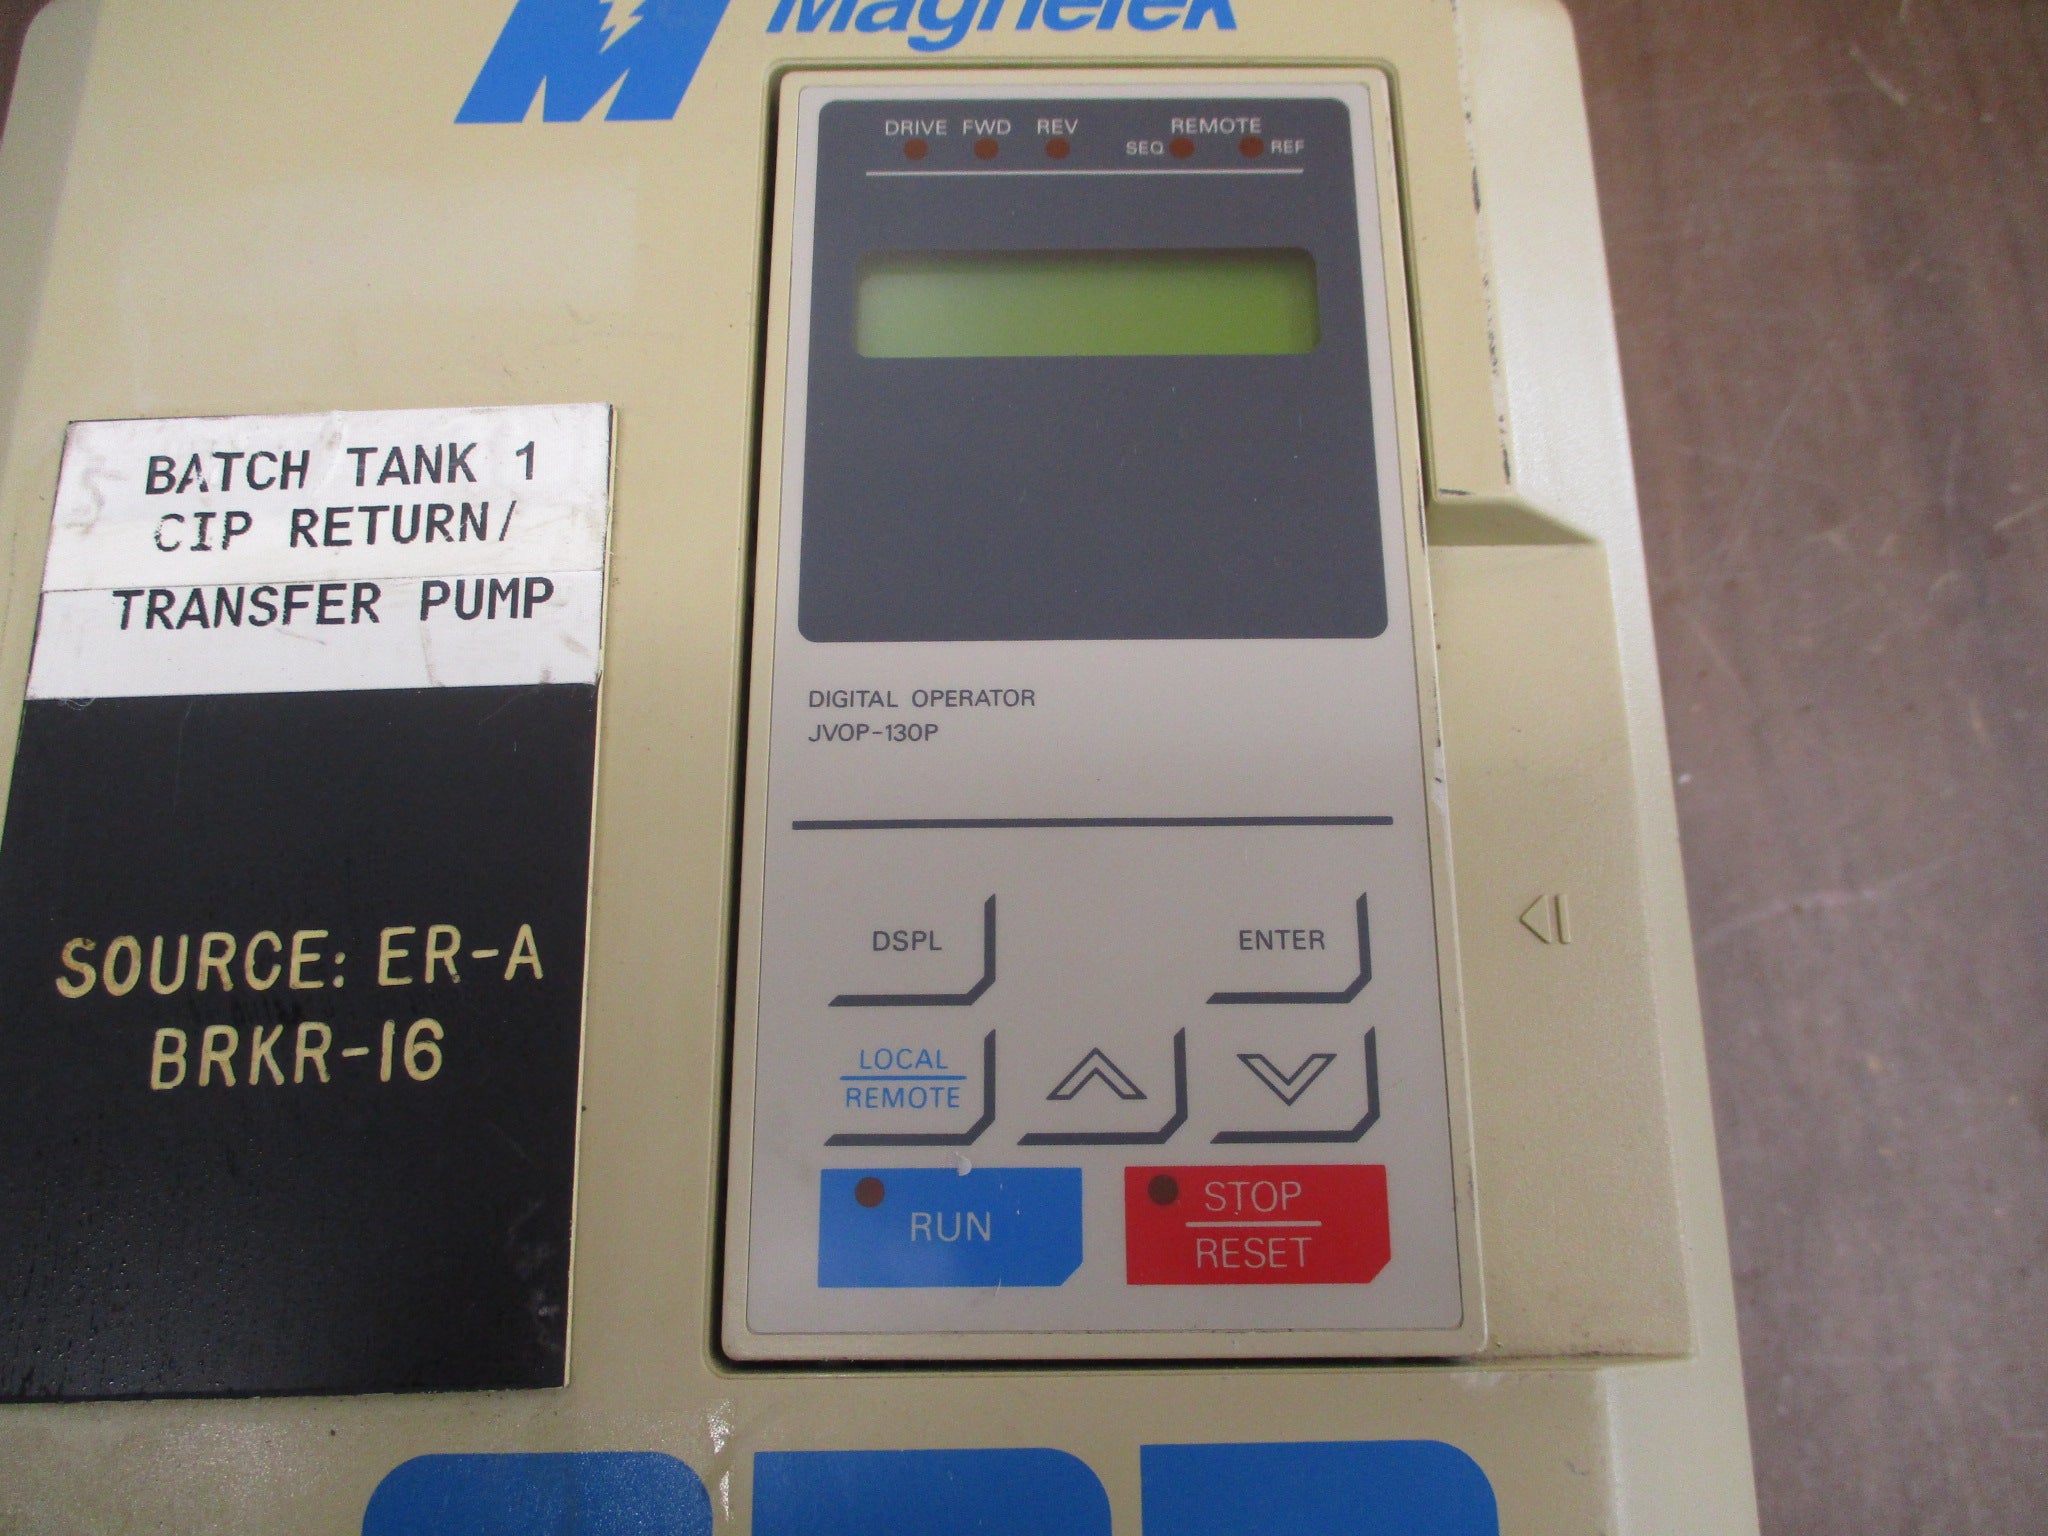 MagneTek
DRIVE FWD REV REMOTE
SEQ REF
BATCH TANK 1
CIP RETURN/
TRANSFER PUMP
DIGITAL OPERATOR
JVOP-130P
SOURCE: ER-A
BRKR-16
DSPL ENTER
LOCAL
REMOTE
RUN
STOP
RESET